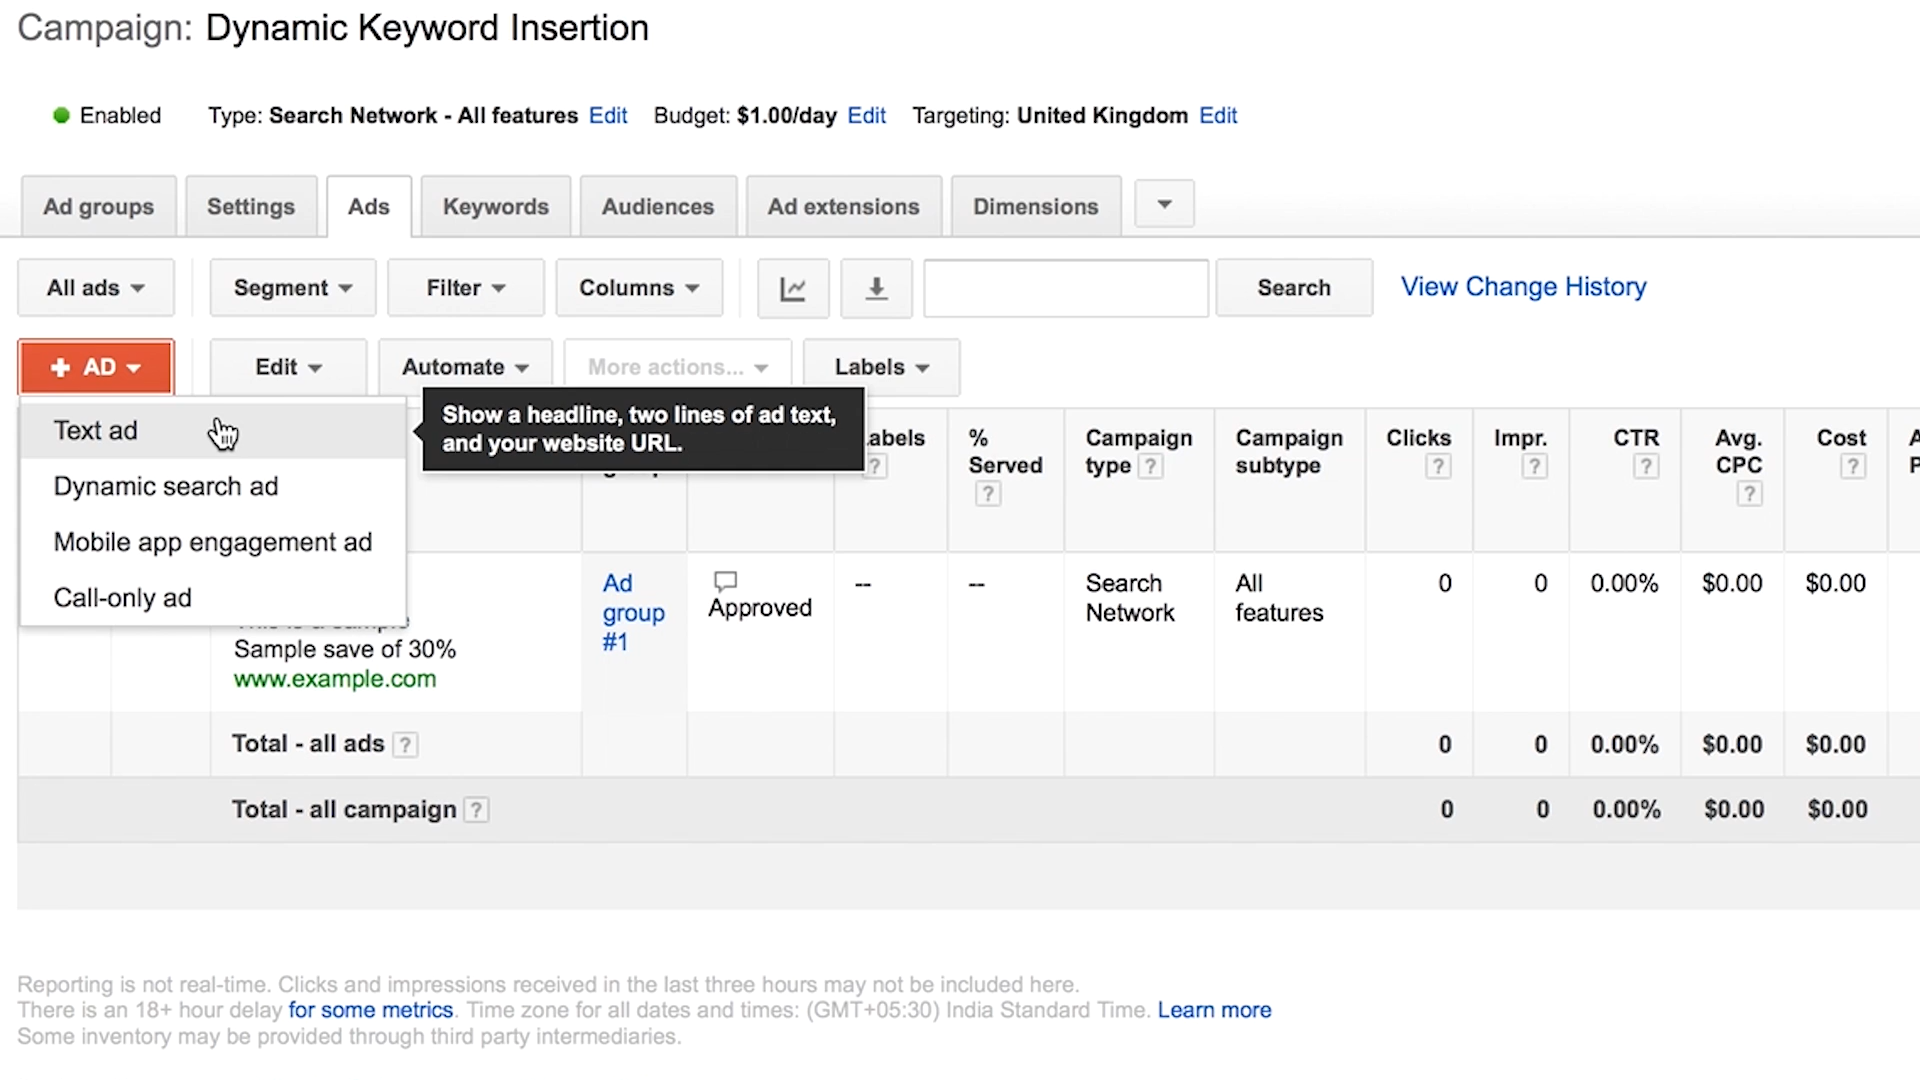 Campaign: Dynamic Keyword Insertion
Enabled Type: Search Network - All features Edit Budget: $1.00/day Edit Targeting: United Kingdom Edit
Ad groups Settings Ads Keywords Audiences Ad extensions Dimensions
All ads Segment Filter Columns Search View Change History
+ AD Edit Automate More actions... Labels
Text ad
Dynamic search ad
Mobile app engagement ad
Call-only ad
Show a headline, two lines of ad text,
and your website URL.
% Served ?
Campaign type ?
Campaign subtype
Clicks ?
Impr. ?
CTR ?
Avg. CPC ?
Cost ?
Sample save of 30%
www.example.com
Ad group #1
Approved
--
--
Search Network
All features
0 0 0.00% $0.00 $0.00
Total - all ads ? 0 0 0.00% $0.00 $0.00
Total - all campaign ? 0 0 0.00% $0.00 $0.00
Reporting is not real-time. Clicks and impressions received in the last three hours may not be included here.
There is an 18+ hour delay for some metrics. Time zone for all dates and times: (GMT+05:30) India Standard Time. Learn more
Some inventory may be provided through third party intermediaries.